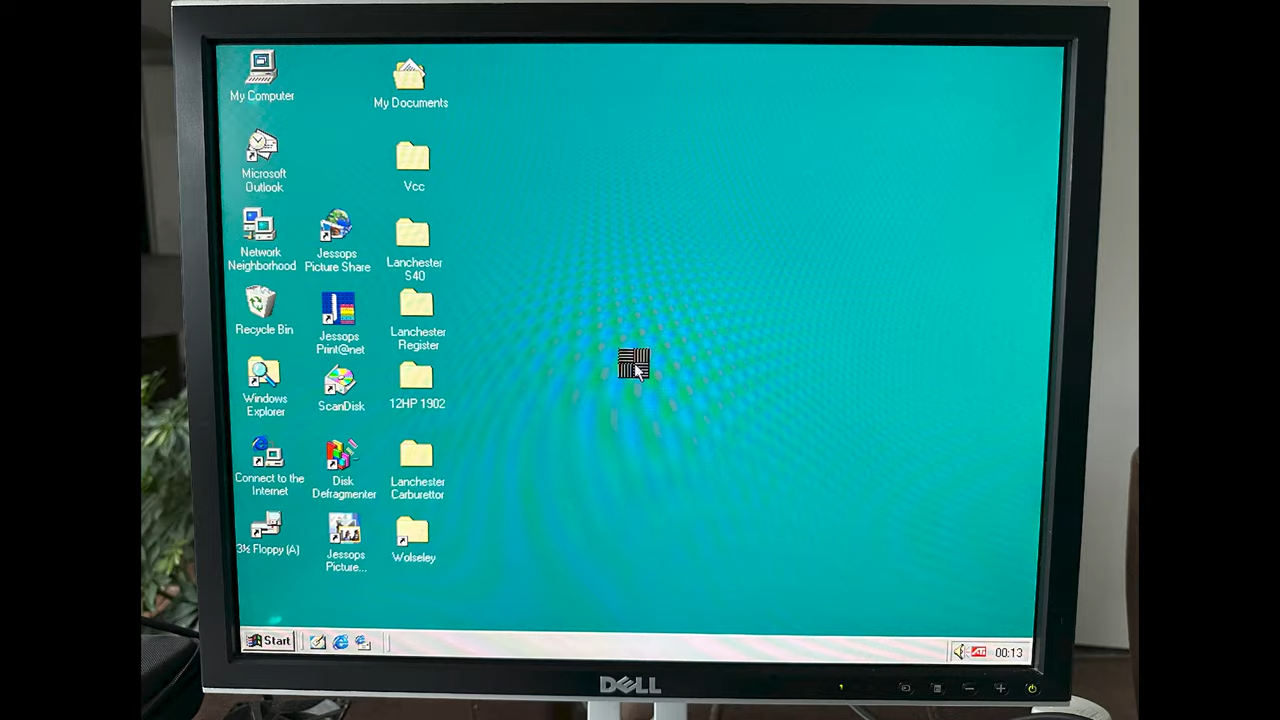 My Computer
My Documents
Microsoft
Outlook
Vcc
Network
Neighborhood
Jessops
Picture Share
Lanchester
S40
Recycle Bin
Jessops
Print@net
Lanchester
Register
Windows
Explorer
ScanDisk
12HP 1902
Connect to the
Internet
Disk
Defragmenter
Lanchester
Carburettor
3½ Floppy (A)
Jessops
Picture...
Wolseley
Start
ATI
00:13
DELL